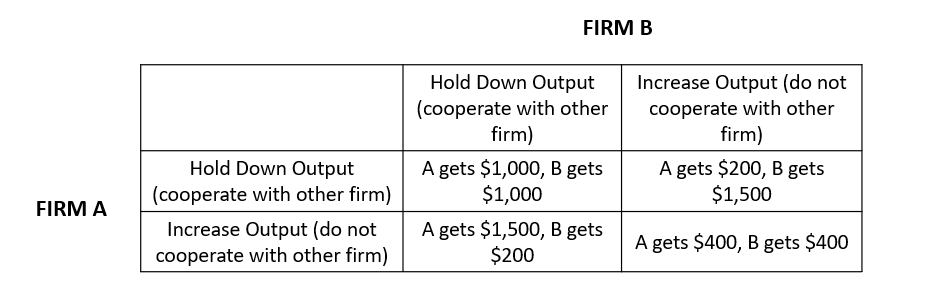 FIRM B
Hold Down Output
(cooperate with other
firm)
Increase Output (do not
cooperate with other
firm)
Hold Down Output
(cooperate with other firm)
A gets $1,000, B gets
$1,000
A gets $200, B gets
$1,500
FIRM A
Increase Output (do not
cooperate with other firm)
A gets $1,500, B gets
$200
A gets $400, B gets $400